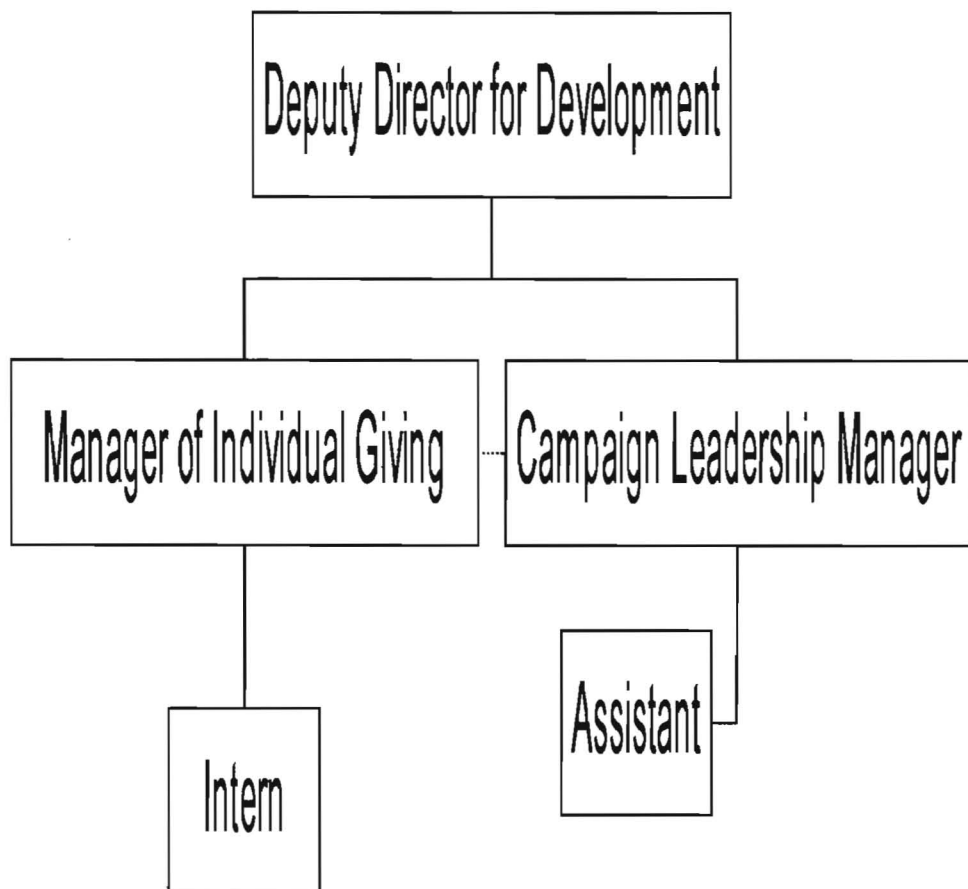 Deputy Director for Development
Manager of Individual Giving
Campaign Leadership Manager
Assistant
Intern